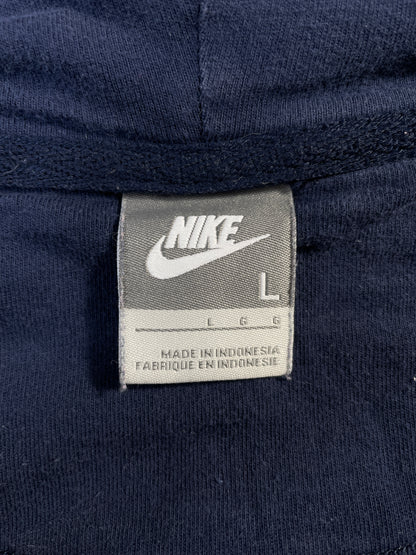 NIKE
L
L G G
MADE IN INDONESIA
FABRIQUE EN INDONESIE